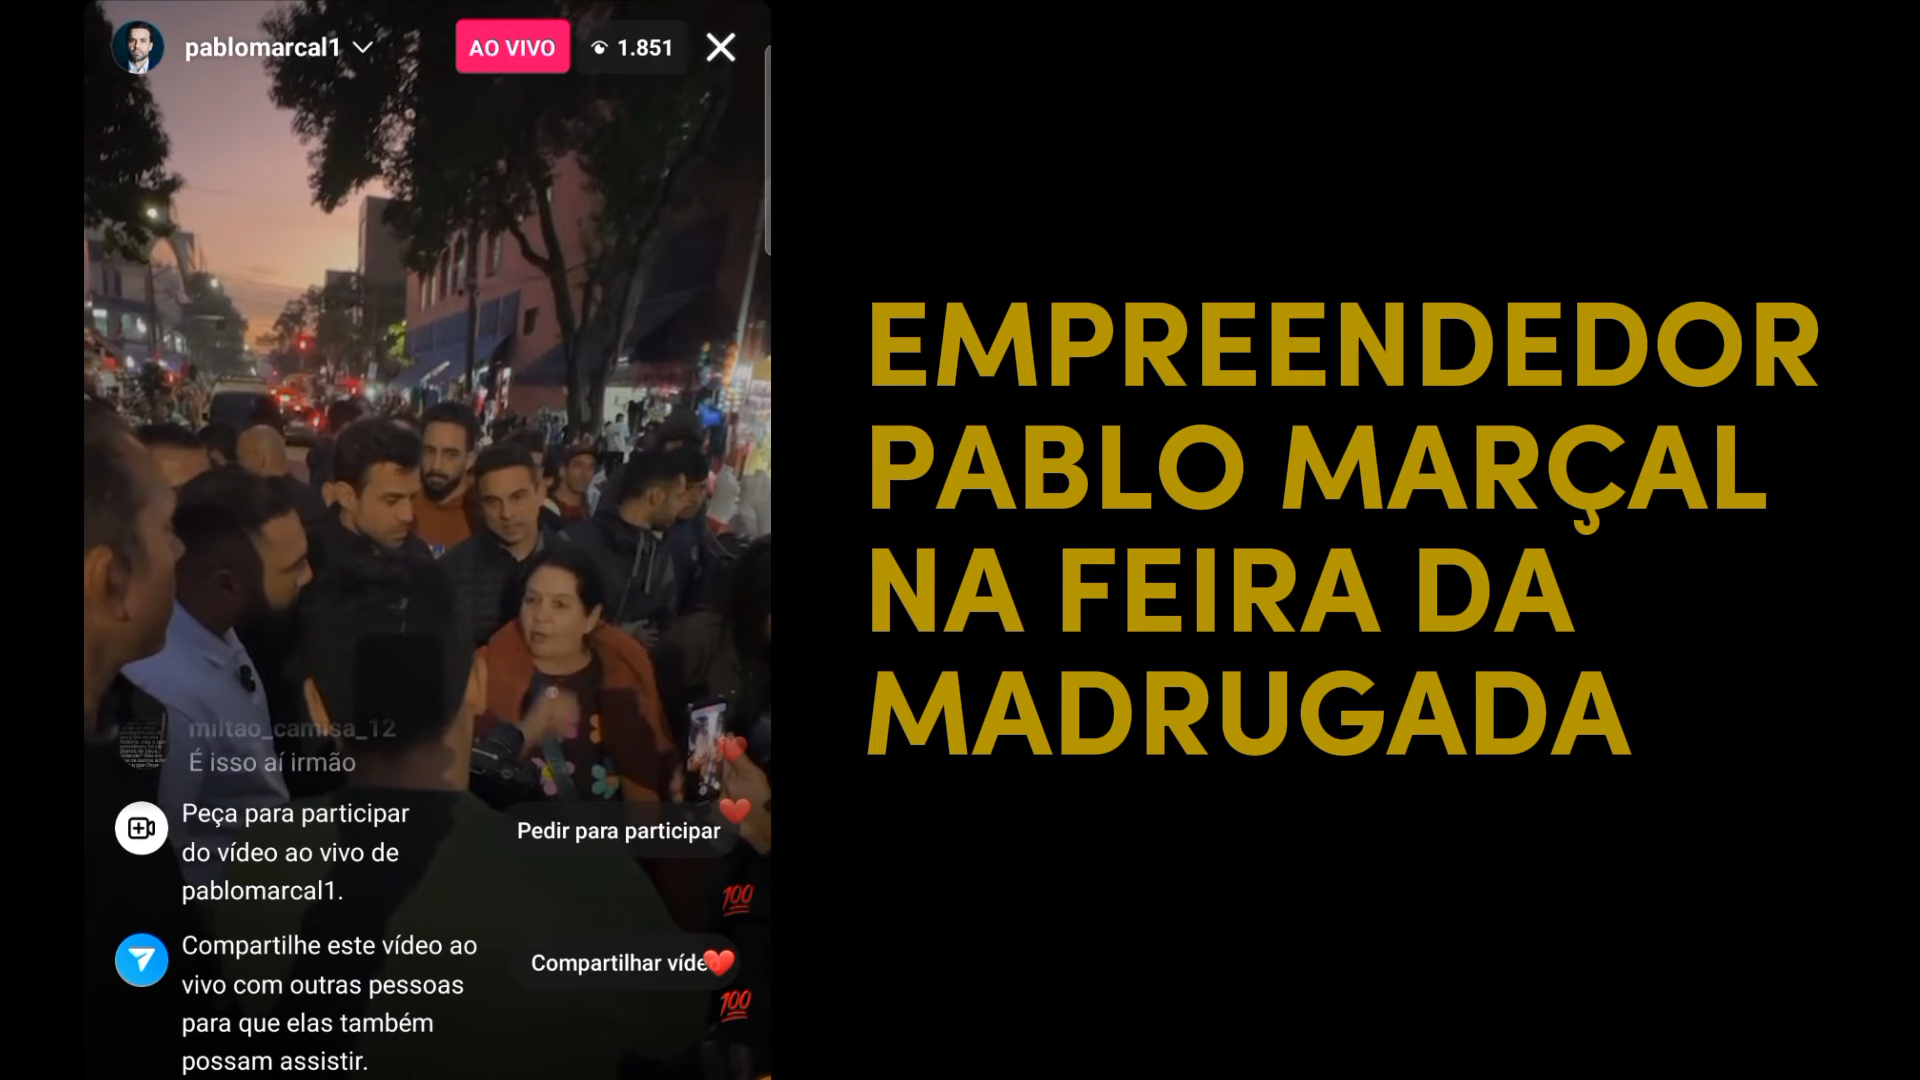 pablomarcal1
AO VIVO
1.851
miltao_camisa_12
É isso aí irmão
Peça para participar
do vídeo ao vivo de
pablomarcal1.
Pedir para participar
Compartilhe este vídeo ao
vivo com outras pessoas
para que elas também
possam assistir.
Compartilhar
100
100
EMPREENDEDOR
PABLO MARÇAL
NA FEIRA DA
MADRUGADA